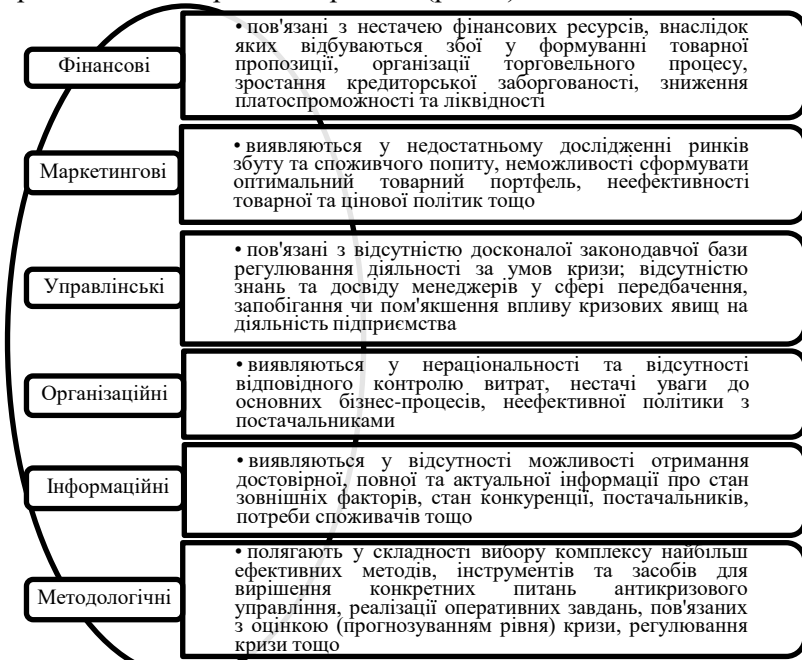 Фінансові
• пов'язані з нестачею фінансових ресурсів, внаслідок
яких відбуваються збої у формуванні товарної
пропозиції, організації торговельного процесу,
зростання кредиторської заборгованості, зниження
платоспроможності та ліквідності
Маркетингові
• виявляються у недостатньому дослідженні ринків
збуту та споживчого попиту, неможливості сформувати
оптимальний товарний портфель, неефективності
товарної та цінової політик тощо
Управлінські
• пов'язані з відсутністю досконалої законодавчої бази
регулювання діяльності за умов кризи; відсутністю
знань та досвіду менеджерів у сфері передбачення,
запобігання чи пом'якшення впливу кризових явищ на
діяльність підприємства
Організаційні
• виявляються у нераціональності та відсутності
відповідного контролю витрат, нестачі уваги до
основних бізнес-процесів, неефективної політики з
постачальниками
Інформаційні
• виявляються у відсутності можливості отримання
достовірної, повної та актуальної інформації про стан
зовнішніх факторів, стан конкуренції, постачальників,
потреби споживачів тощо
Методологічні
• полягають у складності вибору комплексу найбільш
ефективних методів, інструментів та засобів для
вирішення конкретних питань антикризового
управління, реалізації оперативних завдань, пов'язаних
з оцінкою (прогнозуванням рівня) кризи, регулювання
кризи тощо